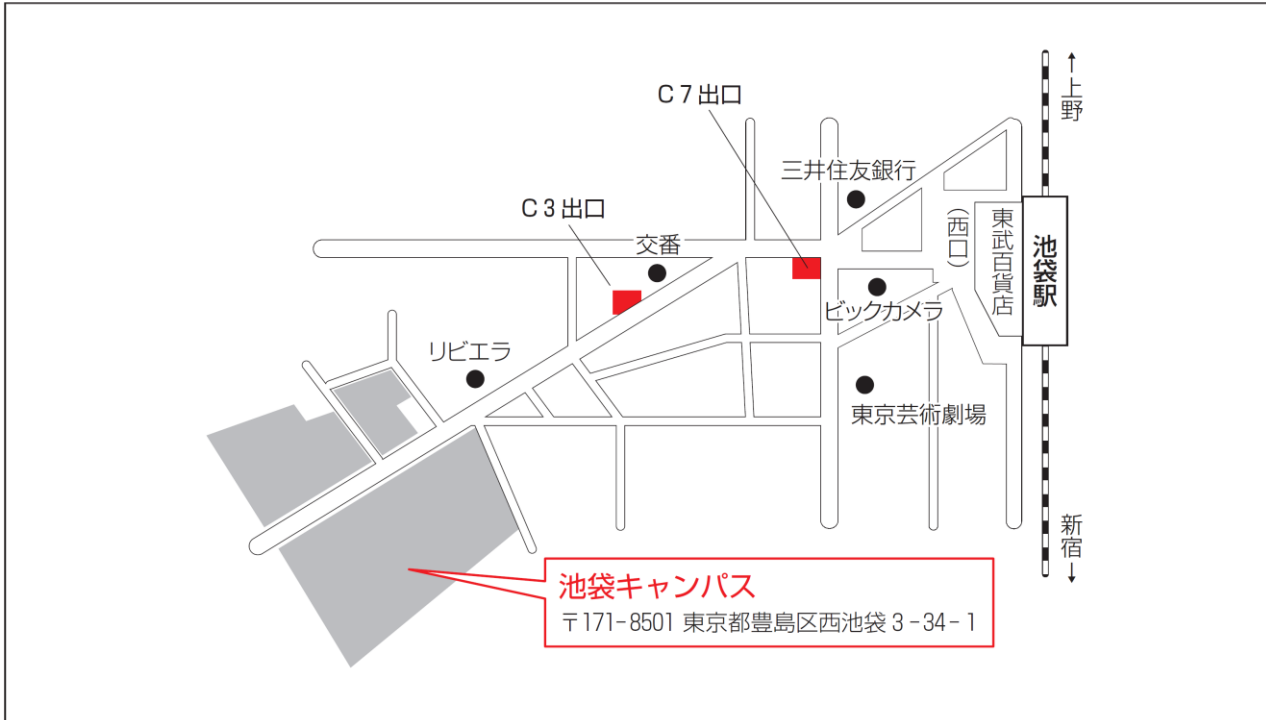 ↑上野
C 7 出口
三井住友銀行
C 3 出口
交番
(西口)
東武百貨店
池袋駅
ビックカメラ
リビエラ
東京芸術劇場
新宿↓
池袋キャンパス
〒171-8501 東京都豊島区西池袋 3 -34- 1